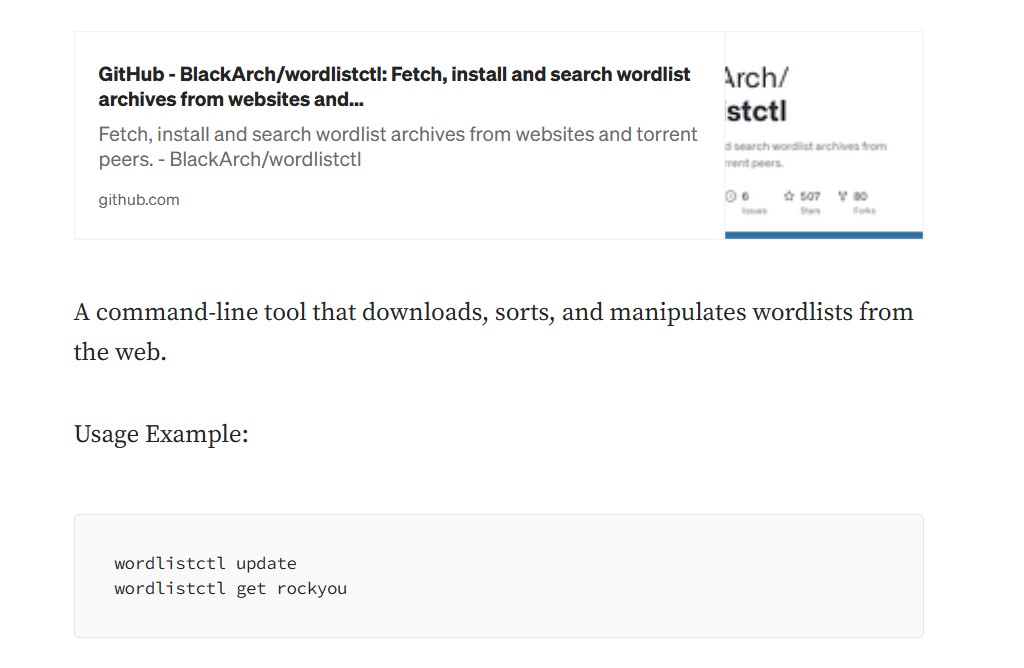 GitHub - BlackArch/wordlistctl: Fetch, install and search wordlist
archives from websites and...
Fetch, install and search wordlist archives from websites and torrent
peers. - BlackArch/wordlistctl
github.com
Arch/
istctl
d search wordlist archives from
rent peers.
6
Issues
507
Stars
80
Forks
A command-line tool that downloads, sorts, and manipulates wordlists from
the web.
Usage Example:
wordlistctl update
wordlistctl get rockyou